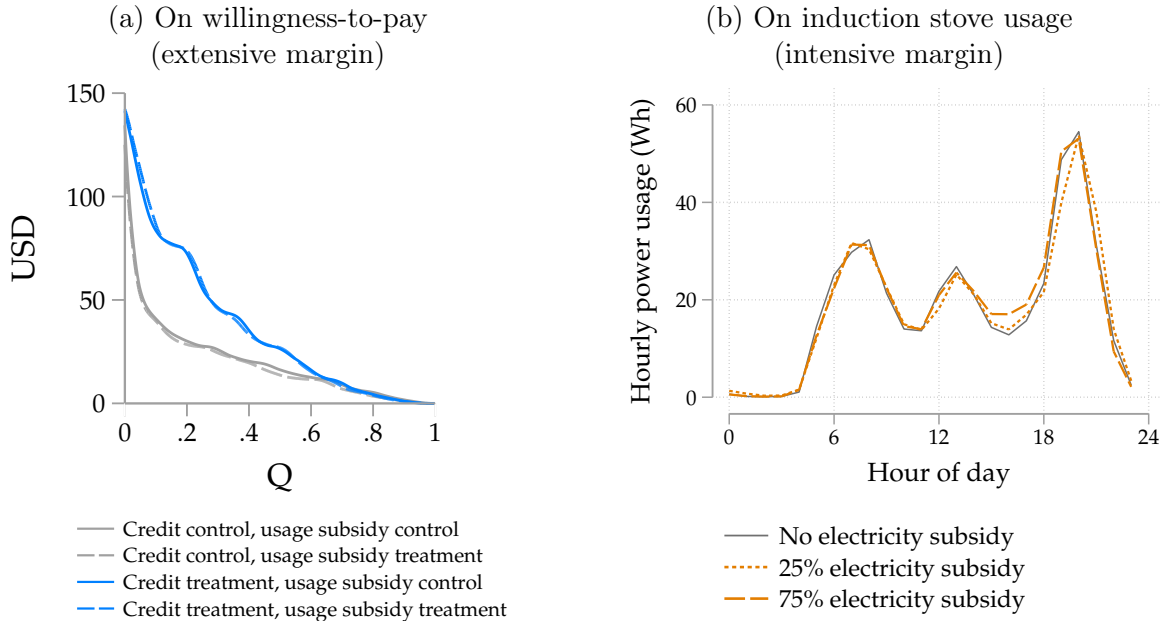 (a) On willingness-to-pay
(extensive margin)
150
100
50
0
USD
0
.2
.4
.6
.8
1
Q
Credit control, usage subsidy control
Credit control, usage subsidy treatment
Credit treatment, usage subsidy control
Credit treatment, usage subsidy treatment
(b) On induction stove usage
(intensive margin)
60
40
20
0
Hourly power usage (Wh)
0
6
12
18
24
Hour of day
No electricity subsidy
25% electricity subsidy
75% electricity subsidy